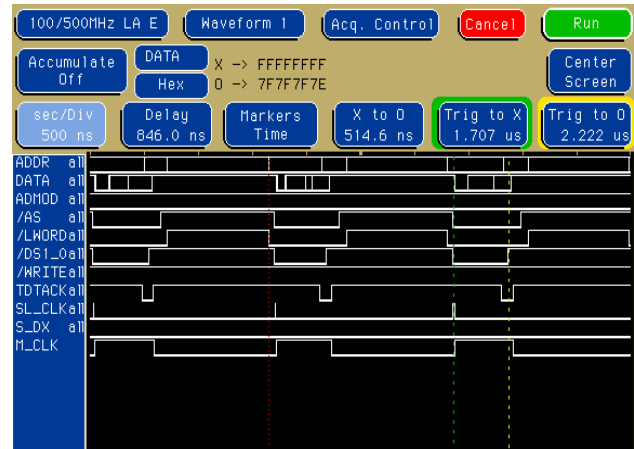 100/500MHz LA E Waveform 1 Acq. Control Cancel Run
Accumulate Off DATA X -> FFFFFFFF Center Screen
Hex O -> 7F7F7F7E
sec/Div Delay Markers X to O Trig to X Trig to O
500 ns 846.0 ns Time 514.6 ns 1.707 us 2.222 us
ADDR all
DATA all
ADMOD all
/AS all
/LWORDall
/DS1_0all
/WRITEall
TDTACKall
SL_CLKall
S_DX all
M_CLK